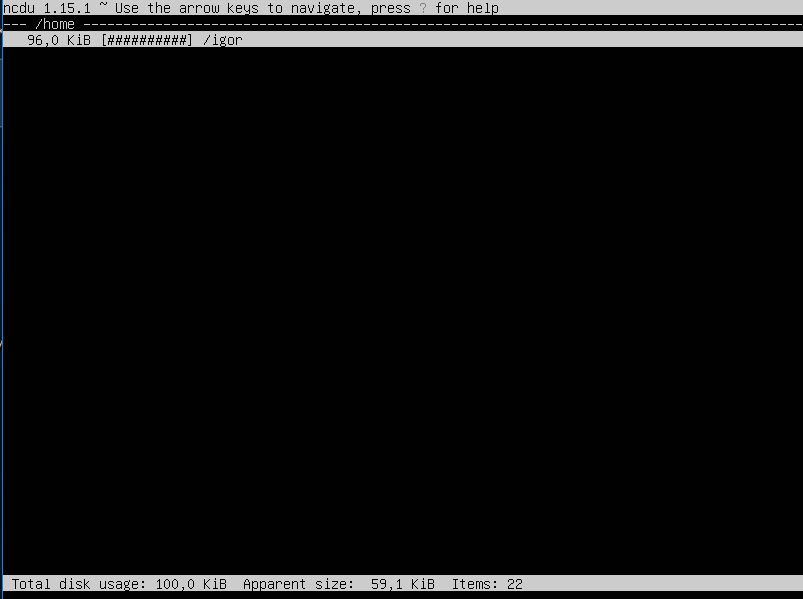 ncdu 1.15.1 ~ Use the arrow keys to navigate, press ? for help
--- /home ------------------------------------------------------------------------------------------
96,0 KiB [##########] /igor
Total disk usage: 100,0 KiB  Apparent size:  59,1 KiB  Items: 22